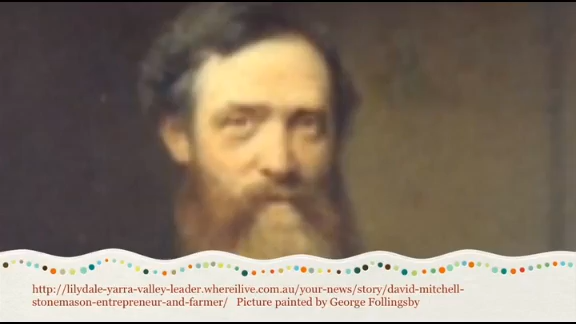 http://lilydale-yarra-valley-leader.whereilive.com.au/your-news/story/david-mitchell-
stonemason-entrepreneur-and-farmer/   Picture painted by George Follingsby